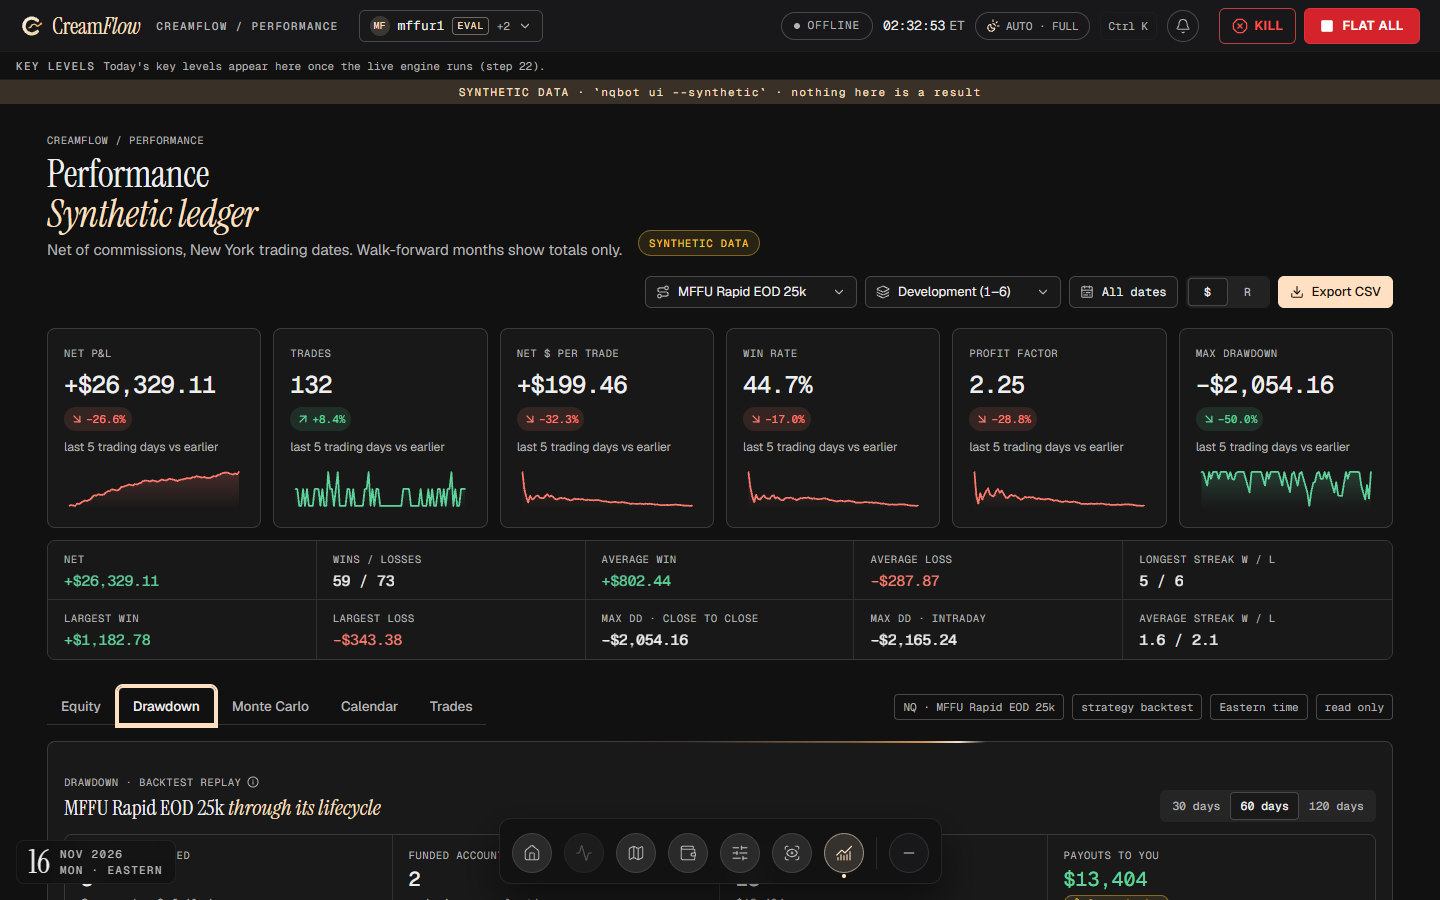 CreamFlow
CREAMFLOW / PERFORMANCE
MF mffur1 EVAL +2
OFFLINE
02:32:53 ET
AUTO · FULL
Ctrl K
KILL
FLAT ALL
KEY LEVELS Today's key levels appear here once the live engine runs (step 22).
SYNTHETIC DATA · `nqbot ui --synthetic` · nothing here is a result
CREAMFLOW / PERFORMANCE
Performance
Synthetic ledger
Net of commissions, New York trading dates. Walk-forward months show totals only.
SYNTHETIC DATA
MFFU Rapid EOD 25k
Development (1–6)
All dates
$ R
Export CSV
NET P&L
+$26,329.11
-26.6%
last 5 trading days vs earlier
TRADES
132
+8.4%
last 5 trading days vs earlier
NET $ PER TRADE
+$199.46
-32.3%
last 5 trading days vs earlier
WIN RATE
44.7%
-17.0%
last 5 trading days vs earlier
PROFIT FACTOR
2.25
-28.8%
last 5 trading days vs earlier
MAX DRAWDOWN
-$2,054.16
-50.0%
last 5 trading days vs earlier
NET
+$26,329.11
WINS / LOSSES
59 / 73
AVERAGE WIN
+$802.44
AVERAGE LOSS
-$287.87
LONGEST STREAK W / L
5 / 6
LARGEST WIN
+$1,182.78
LARGEST LOSS
-$343.38
MAX DD · CLOSE TO CLOSE
-$2,054.16
MAX DD · INTRADAY
-$2,165.24
AVERAGE STREAK W / L
1.6 / 2.1
Equity
Drawdown
Monte Carlo
Calendar
Trades
NQ · MFFU Rapid EOD 25k
strategy backtest
Eastern time
read only
DRAWDOWN · BACKTEST REPLAY
MFFU Rapid EOD 25k through its lifecycle
30 days
60 days
120 days
16
NOV 2026
MON · EASTERN
ED
FUNDED ACCOUN
2
PAYOUTS TO YOU
$13,404